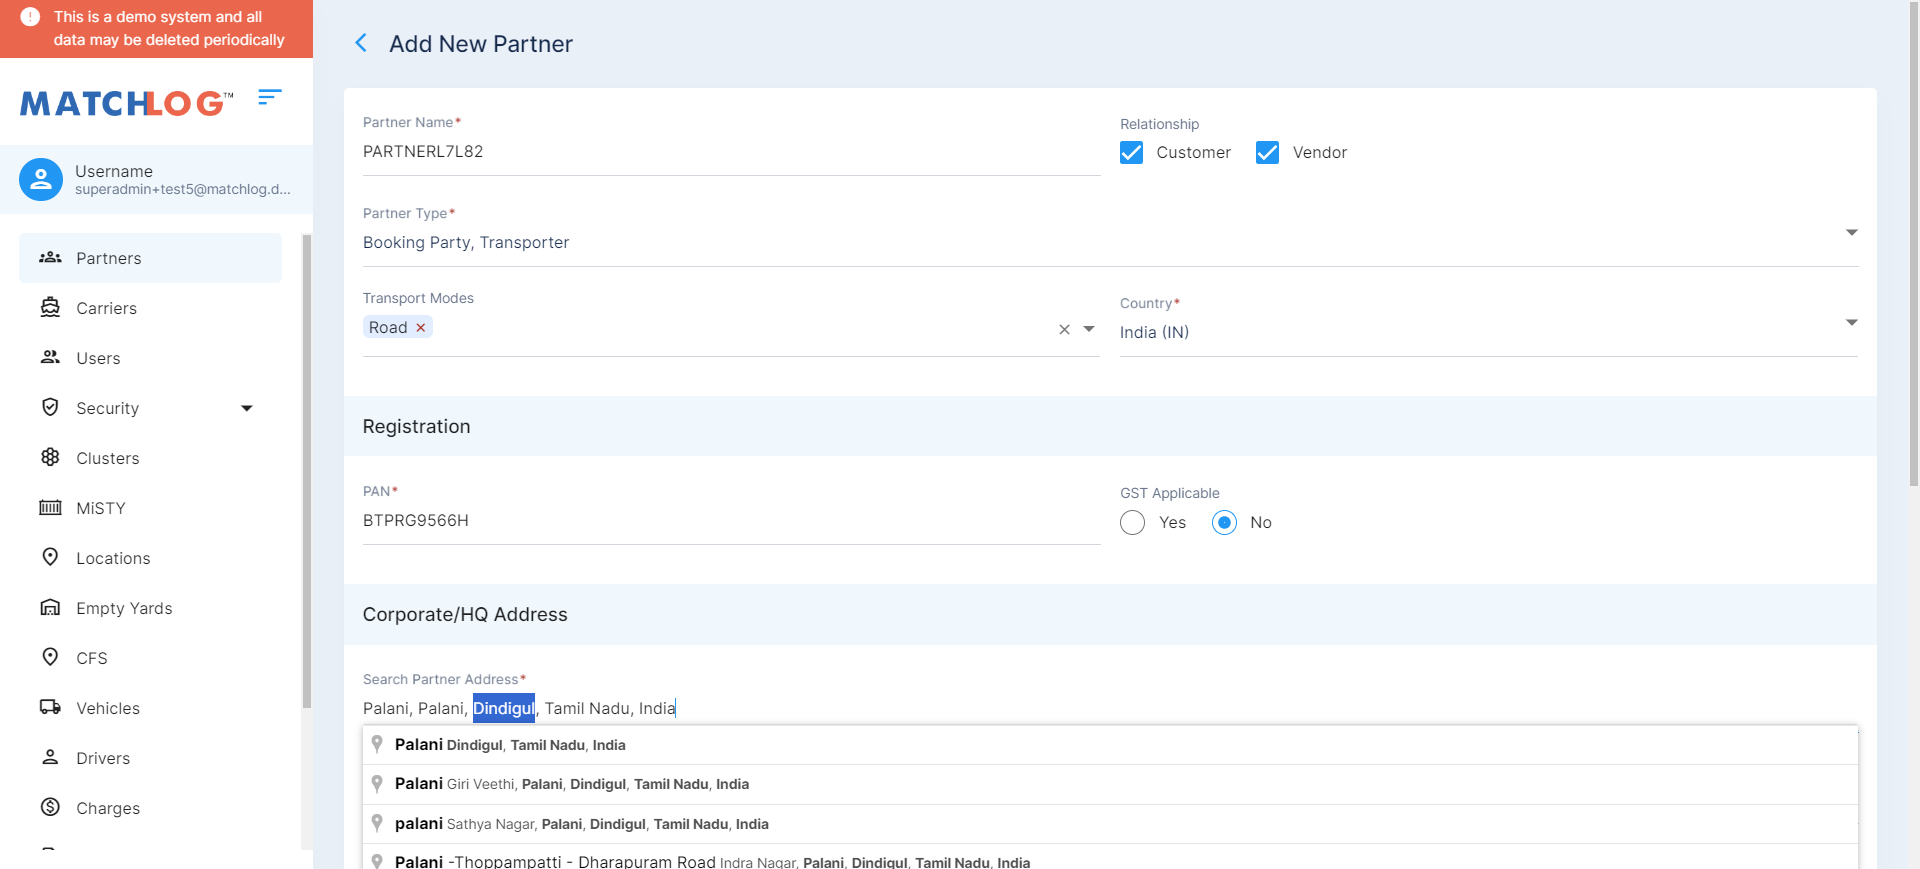 This is a demo system and all
data may be deleted periodically
MATCHLOG™
Username
superadmin+test5@matchlog.d...
Partners
Carriers
Users
Security
Clusters
MiSTY
Locations
Empty Yards
CFS
Vehicles
Drivers
Charges
Add New Partner
Partner Name*
PARTNERL7L82
Relationship
Customer
Vendor
Partner Type*
Booking Party, Transporter
Transport Modes
Road ×
Country*
India (IN)
Registration
PAN*
BTPRG9566H
GST Applicable
Yes
No
Corporate/HQ Address
Search Partner Address*
Palani, Palani, Dindigul, Tamil Nadu, India
Palani Dindigul, Tamil Nadu, India
Palani Giri Veethi, Palani, Dindigul, Tamil Nadu, India
palani Sathya Nagar, Palani, Dindigul, Tamil Nadu, India
Palani -Thoppampatti - Dharapuram Road Indra Nagar, Palani, Dindigul, Tamil Nadu, India